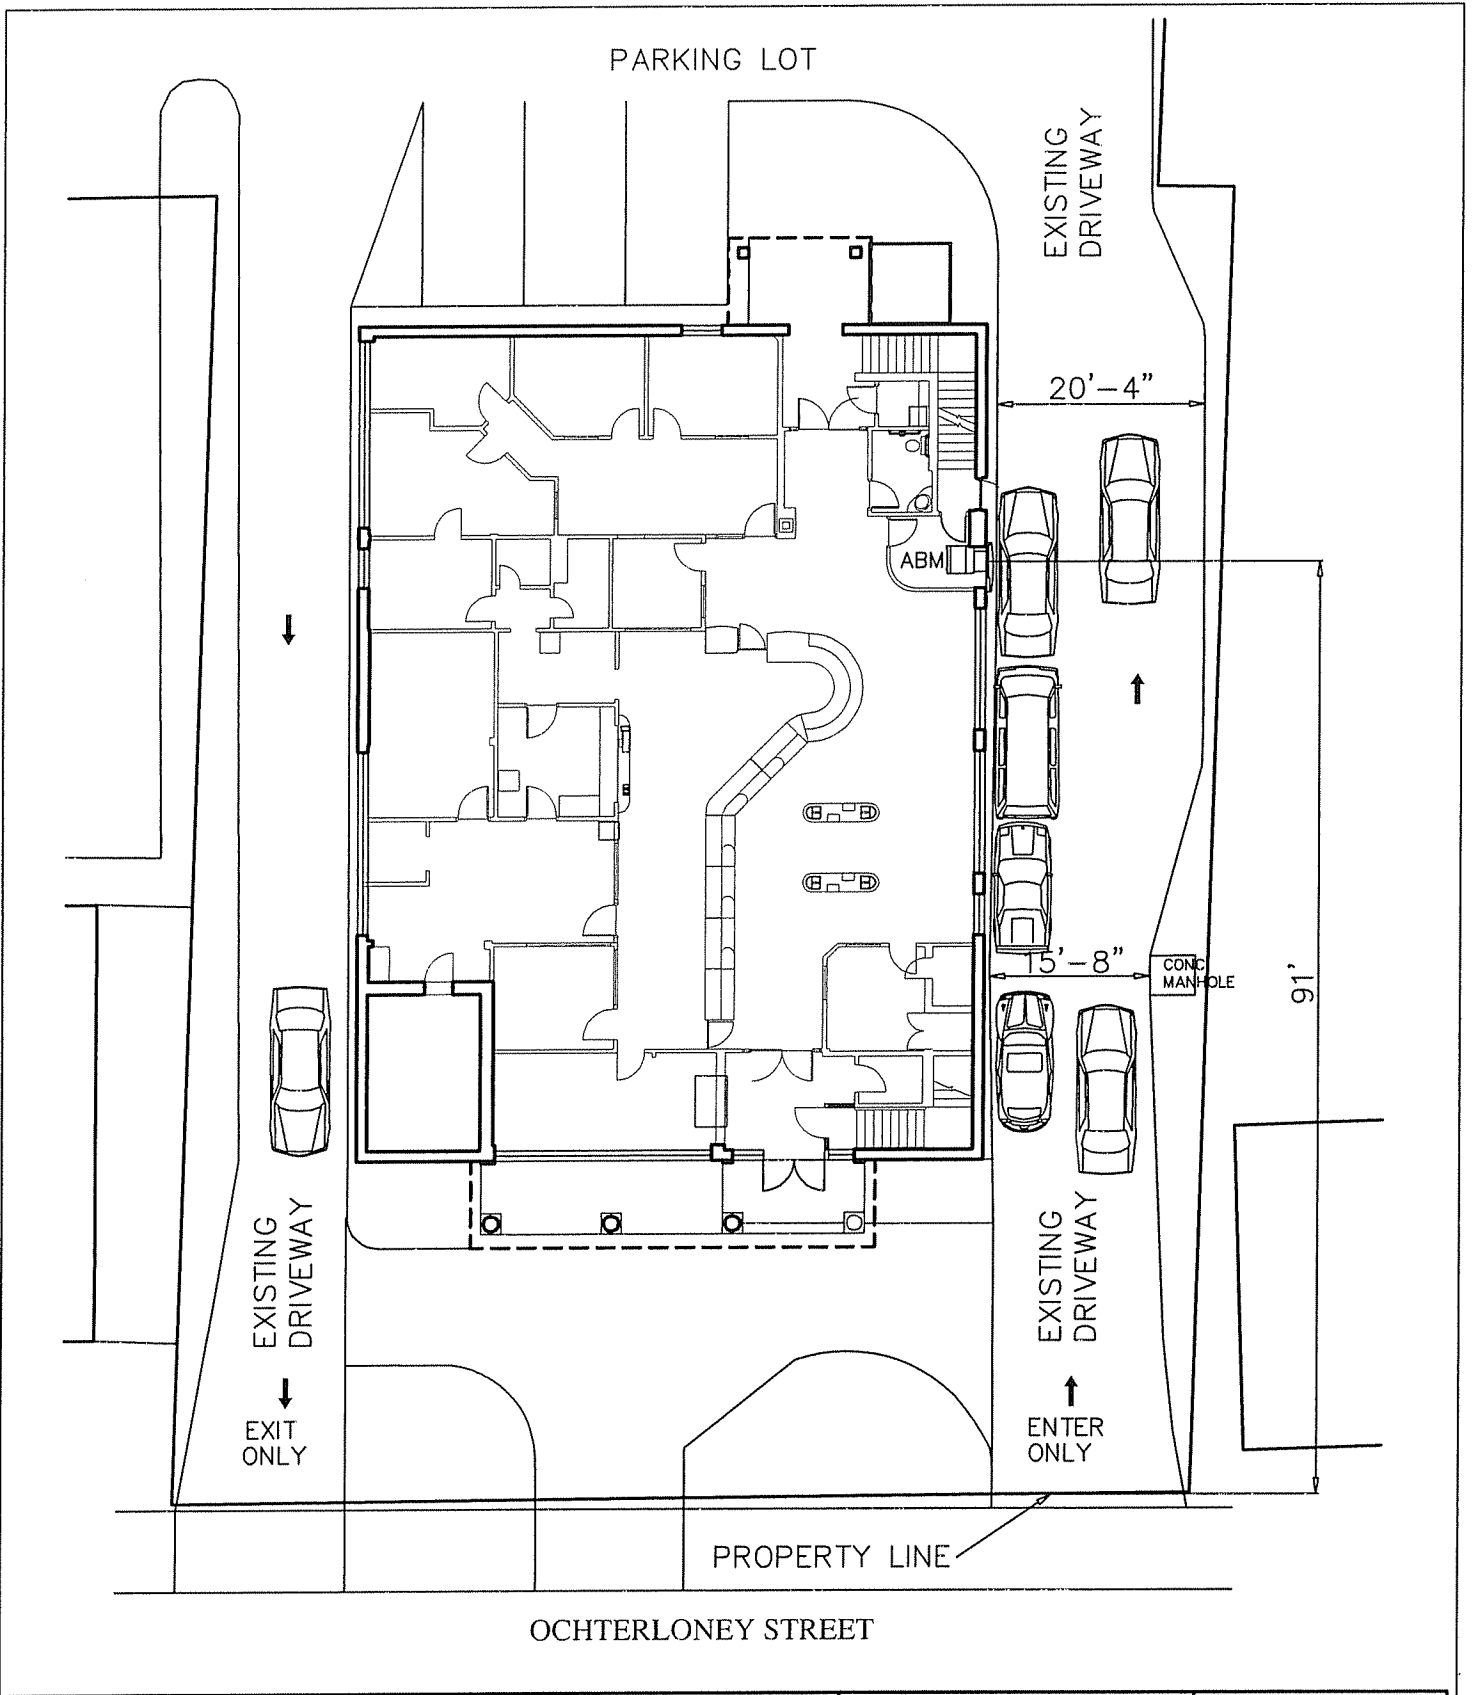 PARKING LOT
EXISTING
DRIVEWAY
20'-4"
ABM
15'-8"
CONC
MANHOLE
91'
EXISTING
DRIVEWAY
EXISTING
DRIVEWAY
EXIT
ONLY
ENTER
ONLY
PROPERTY LINE
OCHTERLONEY STREET